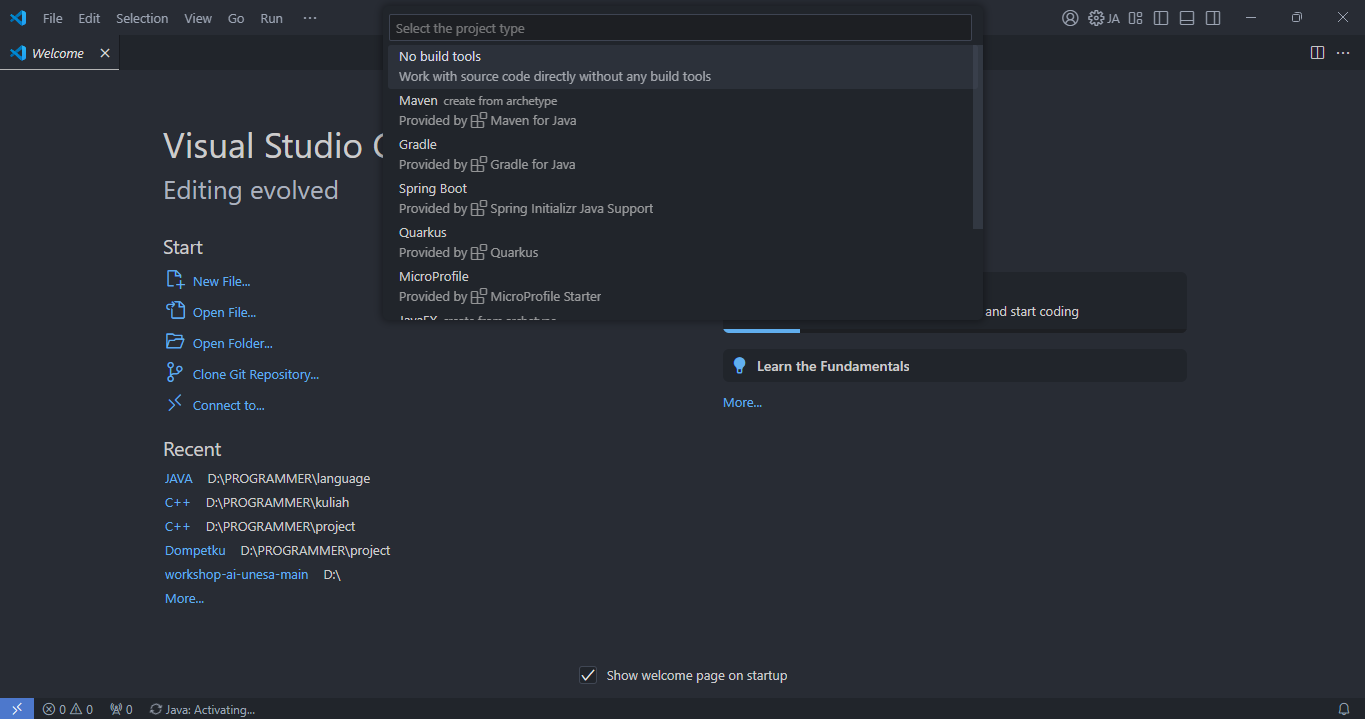 File Edit Selection View Go Run ···
Select the project type
JA
Welcome
No build tools
Work with source code directly without any build tools
Maven create from archetype
Provided by Maven for Java
Gradle
Provided by Gradle for Java
Spring Boot
Provided by Spring Initializr Java Support
Quarkus
Provided by Quarkus
MicroProfile
Provided by MicroProfile Starter
JavaFX create from archetype
Visual Studio
Editing evolved
Start
New File...
Open File...
Open Folder...
Clone Git Repository...
Connect to...
Recent
JAVA D:\PROGRAMMER\language
C++ D:\PROGRAMMER\kuliah
C++ D:\PROGRAMMER\project
Dompetku D:\PROGRAMMER\project
workshop-ai-unesa-main D:\
More...
and start coding
Learn the Fundamentals
More...
Show welcome page on startup
0 0 0 Java: Activating...